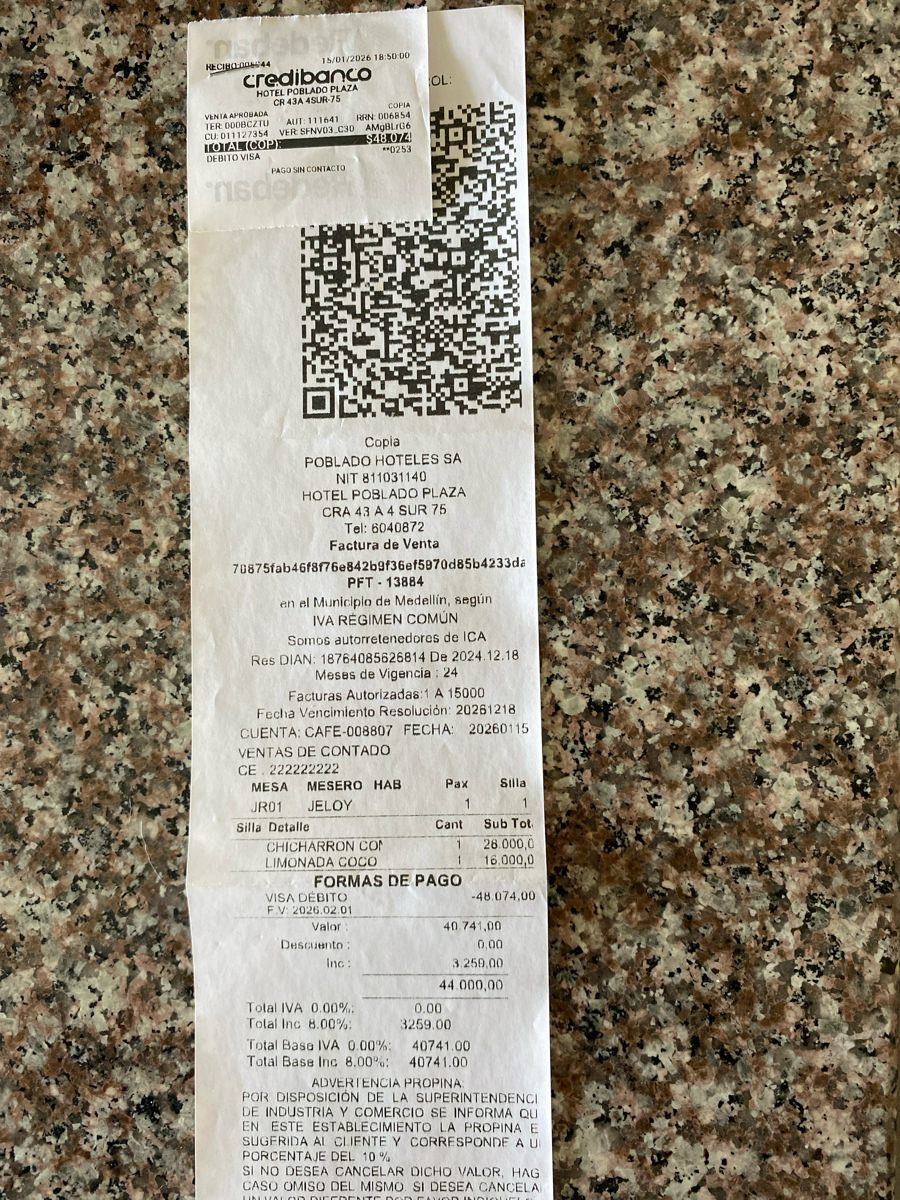 RECIBO:
15/01/2026 18:50:00
credibanco
HOTEL POBLADO PLAZA
CR 43A 4SUR-75
COPIA
VENTA APROBADA
TER: 000BCZTU AUT: 111641 RRN: 006854
CU: 011127354 VER: SFNV03_C30 AMgBLrG6
TOTAL (COP): $48.074
DEBITO VISA **0253
PAGO SIN CONTACTO
OL:
Copia
POBLADO HOTELES SA
NIT 811031140
HOTEL POBLADO PLAZA
CRA 43 A 4 SUR 75
Tel: 6040872
Factura de Venta
70875fab46f8f76e842b9f36ef5970d85b4233da
PFT - 13884
en el Municipio de Medellín, según
IVA RÉGIMEN COMÚN
Somos autorretenedores de ICA
Res DIAN: 18764085626814 De 2024.12.18
Meses de Vigencia : 24
Facturas Autorizadas:1 A 15000
Fecha Vencimiento Resolución: 20261218
CUENTA: CAFE-008807 FECHA: 20260115
VENTAS DE CONTADO
CE . 222222222
MESA MESERO HAB Pax Silla
JR01 JELOY 1 1
Silla Detalle Cant Sub Tot.
CHICHARRON CON 1 28.000,0
LIMONADA COCO 1 16.000,0
FORMAS DE PAGO
VISA DÉBITO -48.074,00
F.V: 2026.02.01
Valor : 40.741,00
Descuento : 0,00
Inc : 3.259,00
44.000,00
Total IVA 0.00%: 0.00
Total Inc 8.00%: 3259.00
Total Base IVA 0.00%: 40741.00
Total Base Inc 8.00%: 40741.00
ADVERTENCIA PROPINA:
POR DISPOSICIÓN DE LA SUPERINTENDENCI
DE INDUSTRIA Y COMERCIO SE INFORMA QU
EN ESTE ESTABLECIMIENTO LA PROPINA E
SUGERIDA AL CLIENTE Y CORRESPONDE A U
PORCENTAJE DEL 10 %
SI NO DESEA CANCELAR DICHO VALOR, HAG
CASO OMISO DEL MISMO. SI DESEA CANCELA